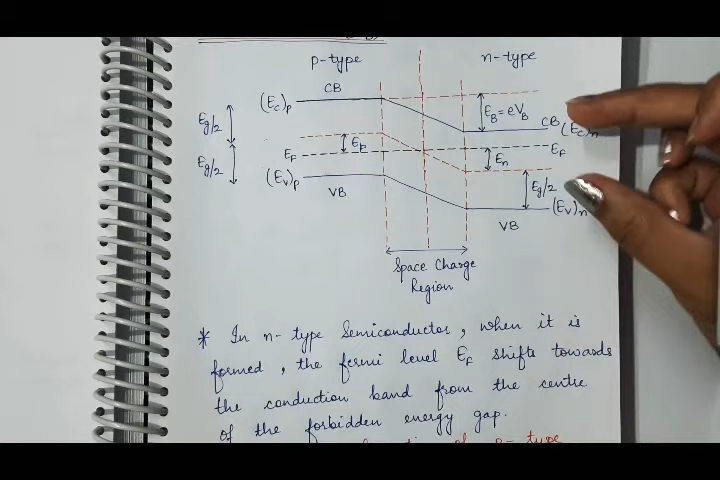 p-type n-type
CB
(Ec)p
Eg/2
EB = eVB
CB
(Ec)n
Ep
EF
EF
En
Eg/2
(Ev)p
Eg/2
VB
(Ev)n
VB
Space Charge
Region
* In n-type Semiconductor, when it is
formed, the fermi level EF shifts towards
the conduction band from the centre
of the forbidden energy gap.
of p-type